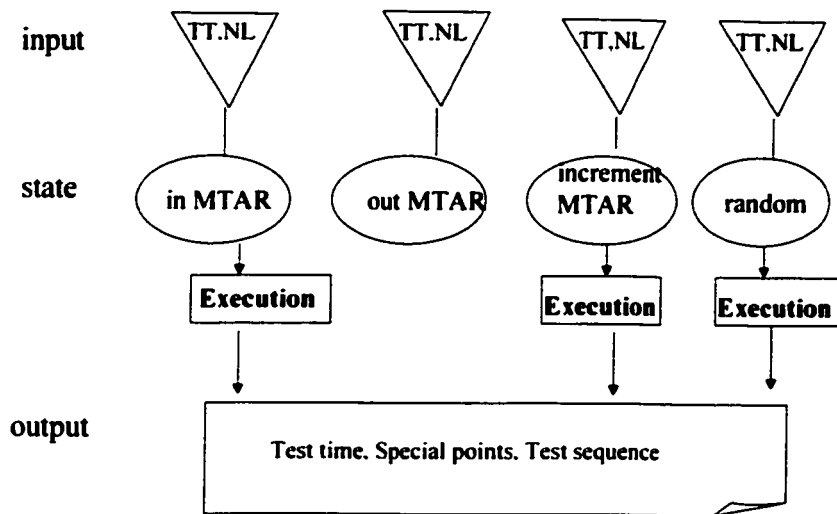 input
TT.NL
TT.NL
TT,NL
TT.NL
state
in MTAR
out MTAR
increment
MTAR
random
Execution
Execution
Execution
output
Test time. Special points. Test sequence